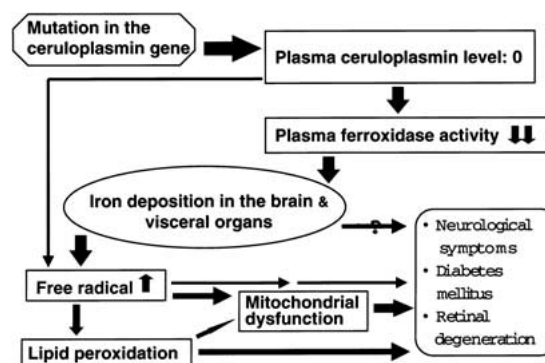 Mutation in the
ceruloplasmin gene
Plasma ceruloplasmin level: 0
Plasma ferroxidase activity
Iron deposition in the brain &
visceral organs
?
• Neurological
symptoms
• Diabetes
mellitus
• Retinal
degeneration
Free radical
Mitochondrial
dysfunction
Lipid peroxidation